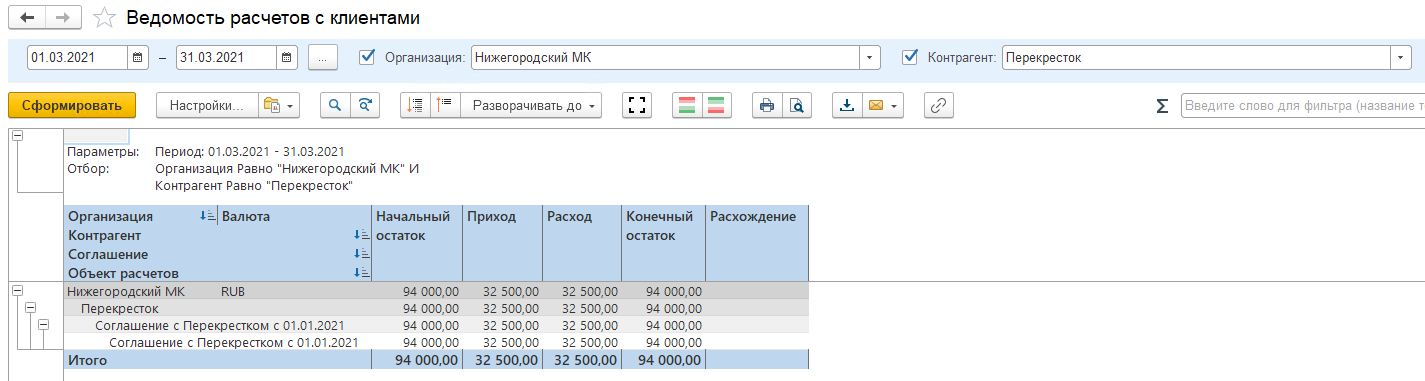 Ведомость расчетов с клиентами
01.03.2021 – 31.03.2021 ... Организация: Нижегородский МК Контрагент: Перекресток
Сформировать Настройки... Разворачивать до Σ Введите слово для фильтра (название т
Параметры: Период: 01.03.2021 - 31.03.2021
Отбор: Организация Равно "Нижегородский МК" И
Контрагент Равно "Перекресток"
Организация Валюта Начальный Приход Расход Конечный Расхождение
Контрагент остаток остаток
Соглашение
Объект расчетов
Нижегородский МК RUB 94 000,00 32 500,00 32 500,00 94 000,00
Перекресток 94 000,00 32 500,00 32 500,00 94 000,00
Соглашение с Перекрестком с 01.01.2021 94 000,00 32 500,00 32 500,00 94 000,00
Соглашение с Перекрестком с 01.01.2021 94 000,00 32 500,00 32 500,00 94 000,00
Итого 94 000,00 32 500,00 32 500,00 94 000,00